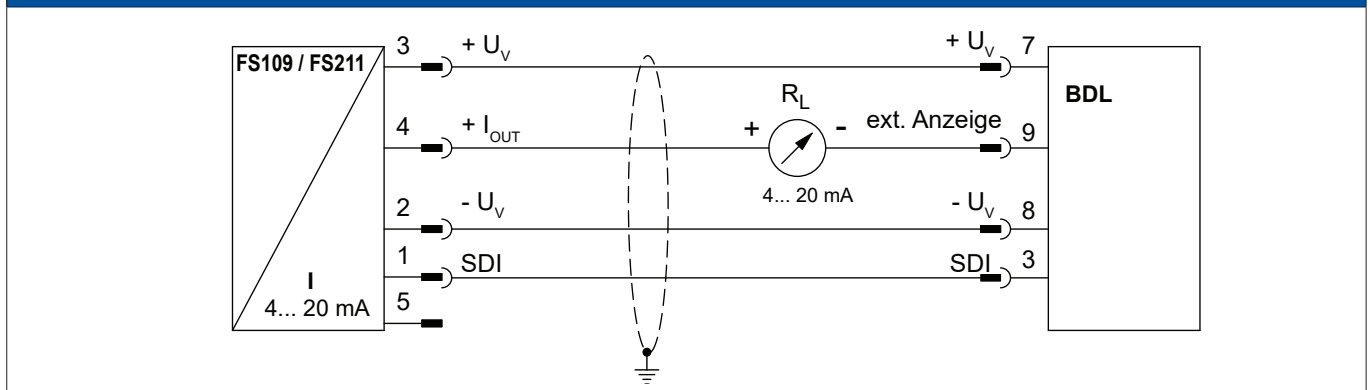 FS109 / FS211
3 + U_V + U_V 7
BDL
R_L
4 + I_OUT + - ext. Anzeige 9
4... 20 mA
2 - U_V - U_V 8
1 SDI SDI 3
I
4... 20 mA
5